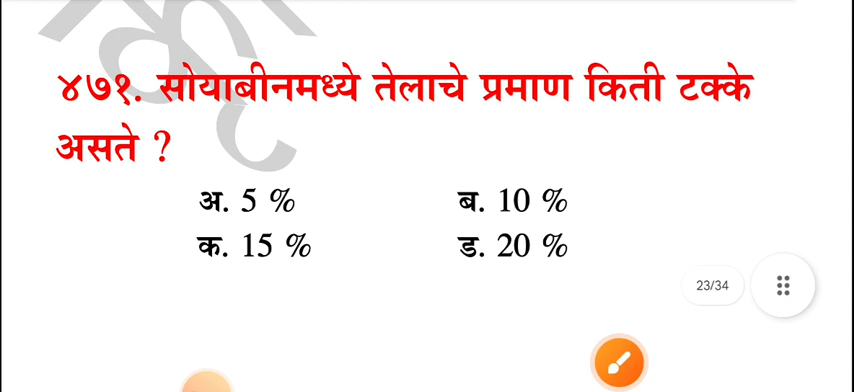 ४७१. सोयाबीनमध्ये तेलाचे प्रमाण किती टक्के
असते ?
अ. 5 % ब. 10 %
क. 15 % ड. 20 %
23/34